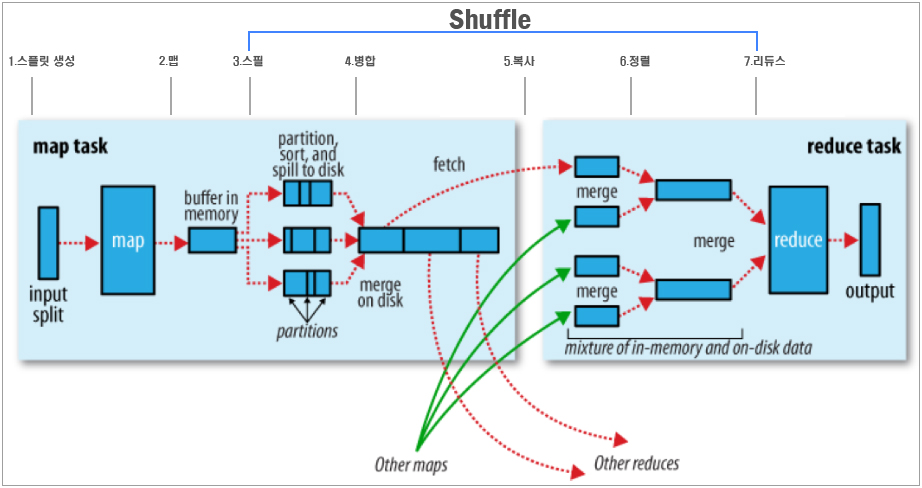 Shuffle
1.스플릿 생성
2.맵
3.스필
4.병합
5.복사
6.정렬
7.리듀스
map task
partition,
sort, and
spill to disk
fetch
reduce task
buffer in
memory
map
merge
merge
reduce
input
split
merge
on disk
merge
output
partitions
mixture of in-memory and on-disk data
Other maps
Other reduces